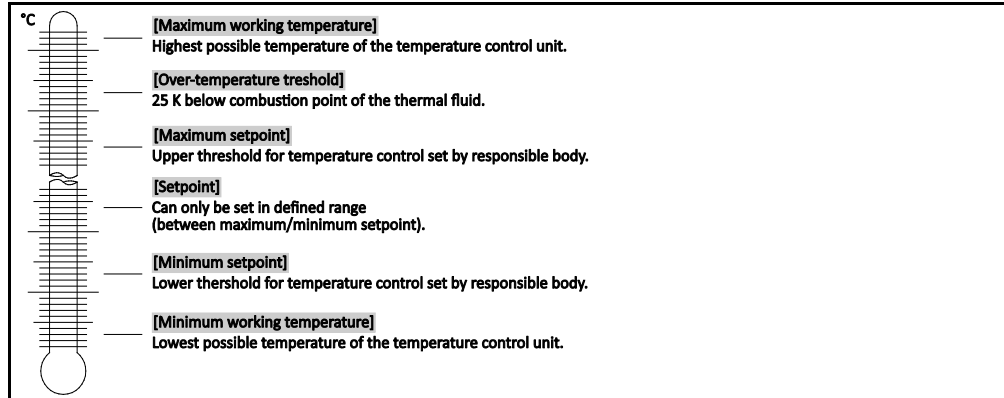 °C
[Maximum working temperature]
Highest possible temperature of the temperature control unit.
[Over-temperature treshold]
25 K below combustion point of the thermal fluid.
[Maximum setpoint]
Upper threshold for temperature control set by responsible body.
[Setpoint]
Can only be set in defined range
(between maximum/minimum setpoint).
[Minimum setpoint]
Lower thershold for temperature control set by responsible body.
[Minimum working temperature]
Lowest possible temperature of the temperature control unit.